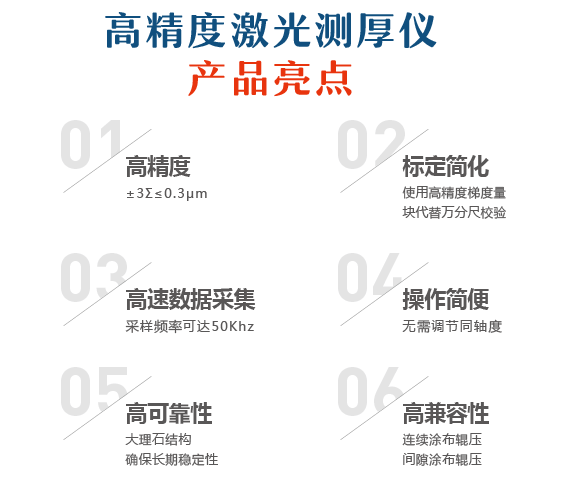 高精度激光测厚仪
产品亮点
01
高精度
±3Σ≤0.3μm
02
标定简化
使用高精度梯度量
块代替万分尺校验
03
高速数据采集
采样频率可达50Khz
04
操作简便
无需调节同轴度
05
高可靠性
大理石结构
确保长期稳定性
06
高兼容性
连续涂布辊压
间隙涂布辊压